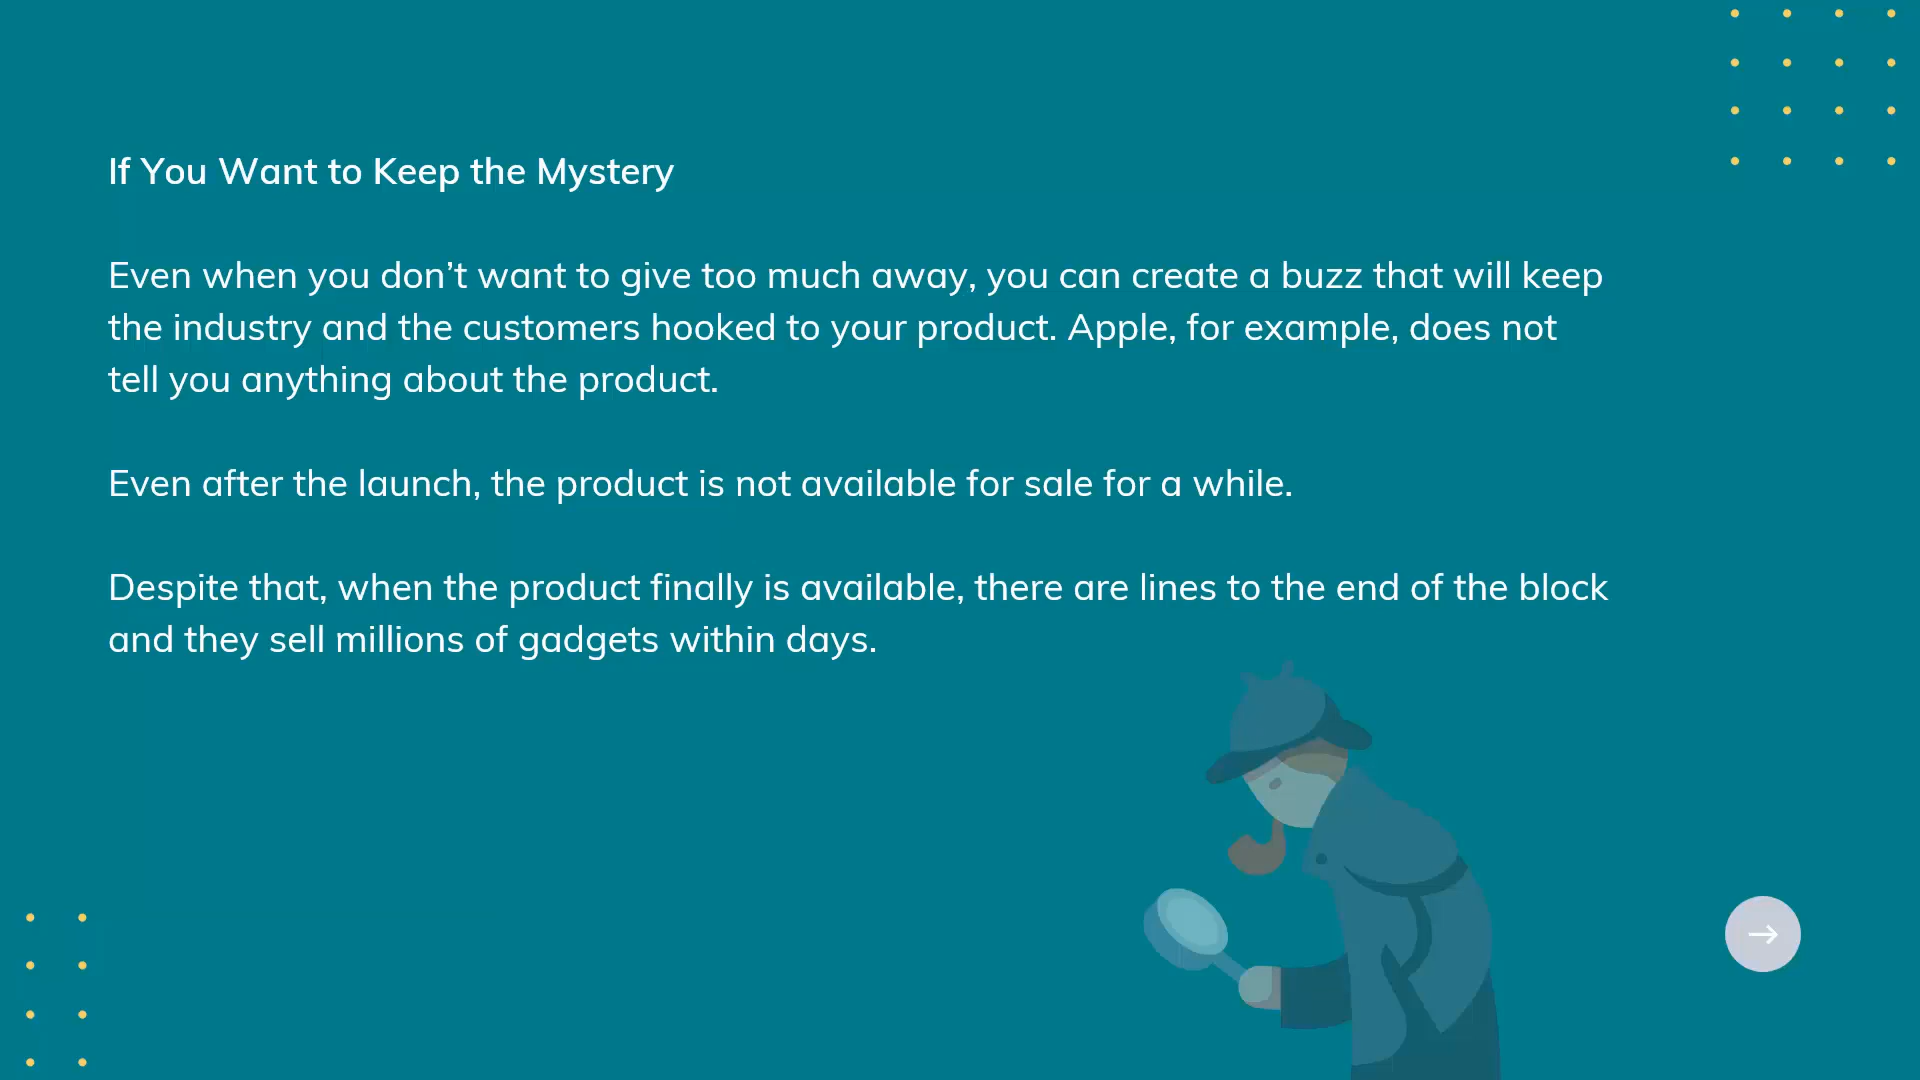 If You Want to Keep the Mystery
Even when you don’t want to give too much away, you can create a buzz that will keep
the industry and the customers hooked to your product. Apple, for example, does not
tell you anything about the product.
Even after the launch, the product is not available for sale for a while.
Despite that, when the product finally is available, there are lines to the end of the block
and they sell millions of gadgets within days.